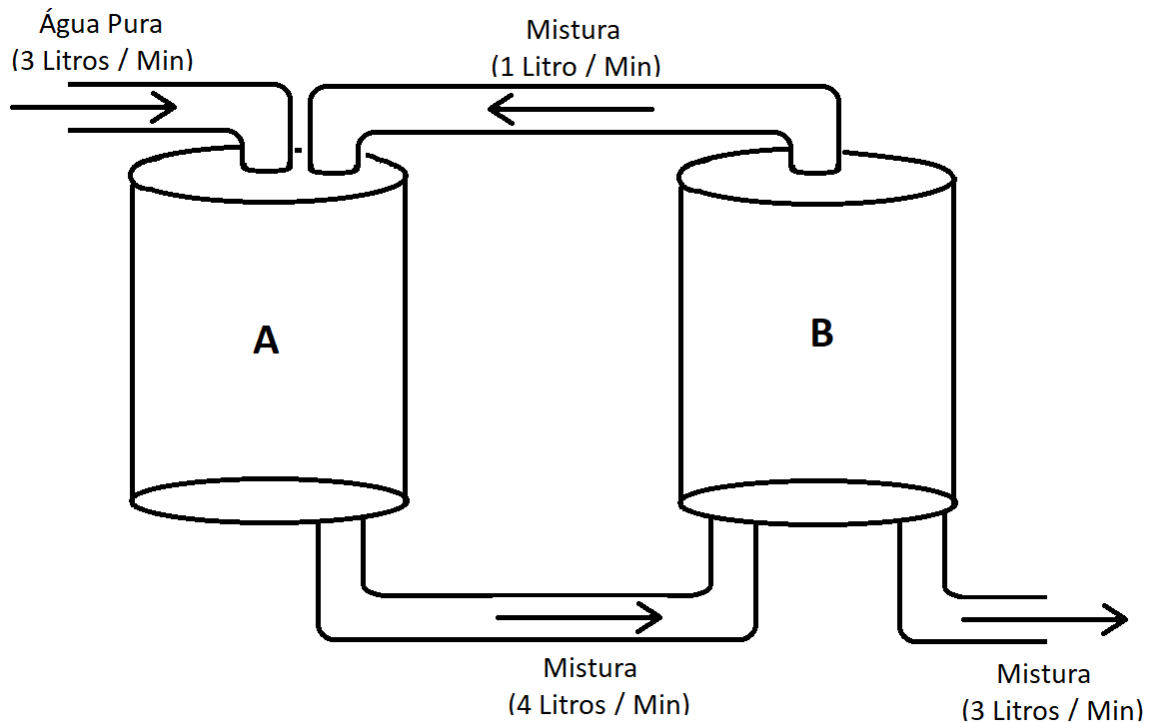 Água Pura
(3 Litros / Min)
Mistura
(1 Litro / Min)
A
B
Mistura
(4 Litros / Min)
Mistura
(3 Litros / Min)